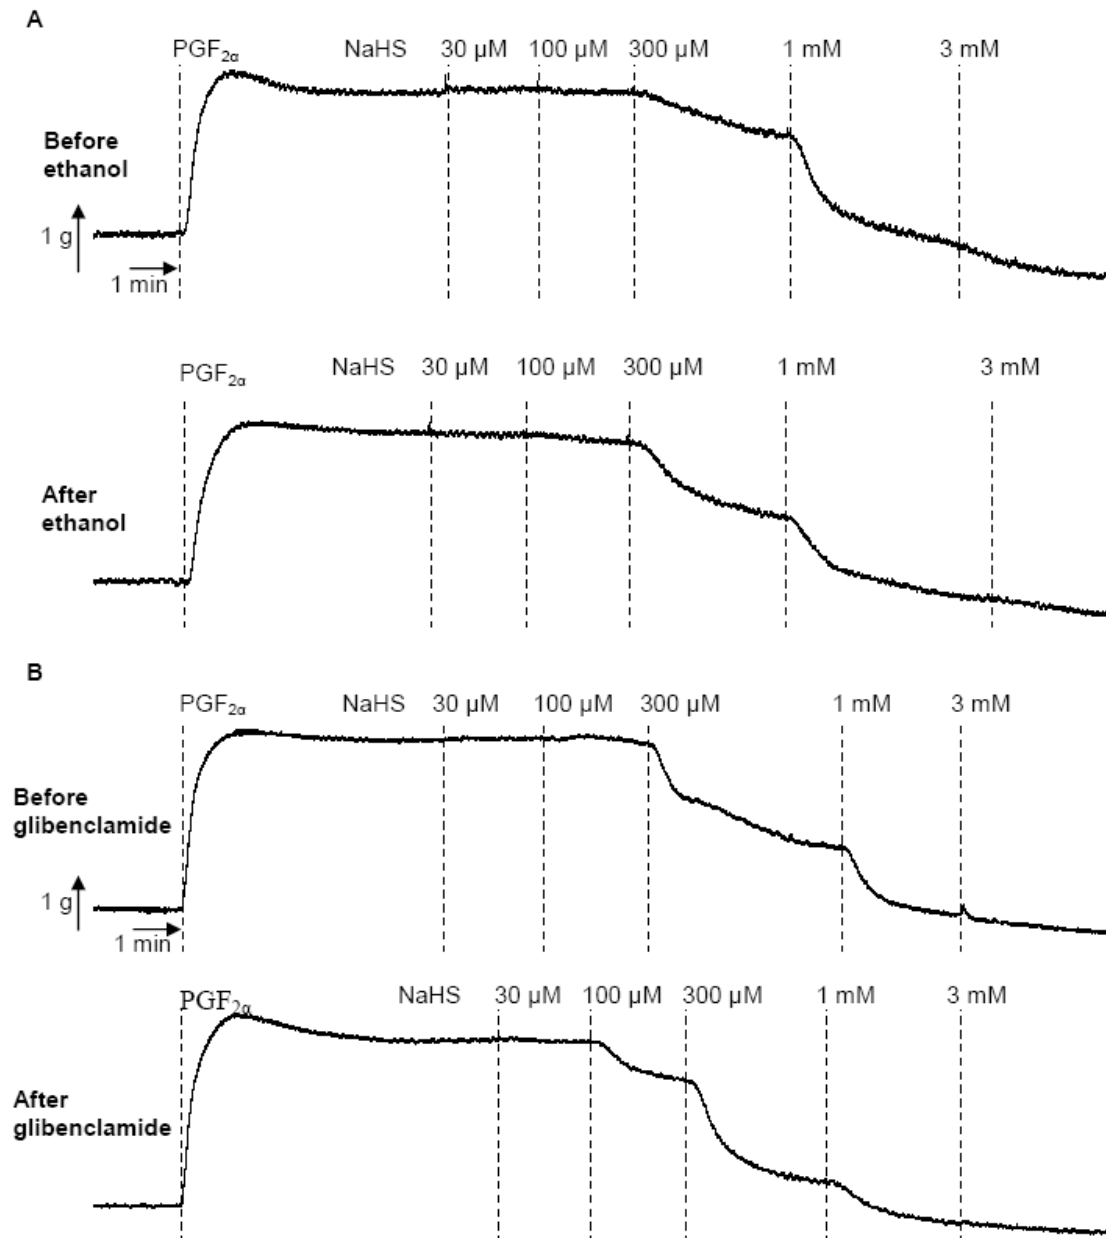 A
PGF2α NaHS 30 µM 100 µM 300 µM 1 mM 3 mM
Before
ethanol
1 g
1 min
PGF2α NaHS 30 µM 100 µM 300 µM 1 mM 3 mM
After
ethanol
B
PGF2α NaHS 30 µM 100 µM 300 µM 1 mM 3 mM
Before
glibenclamide
1 g
1 min
PGF2α NaHS 30 µM 100 µM 300 µM 1 mM 3 mM
After
glibenclamide